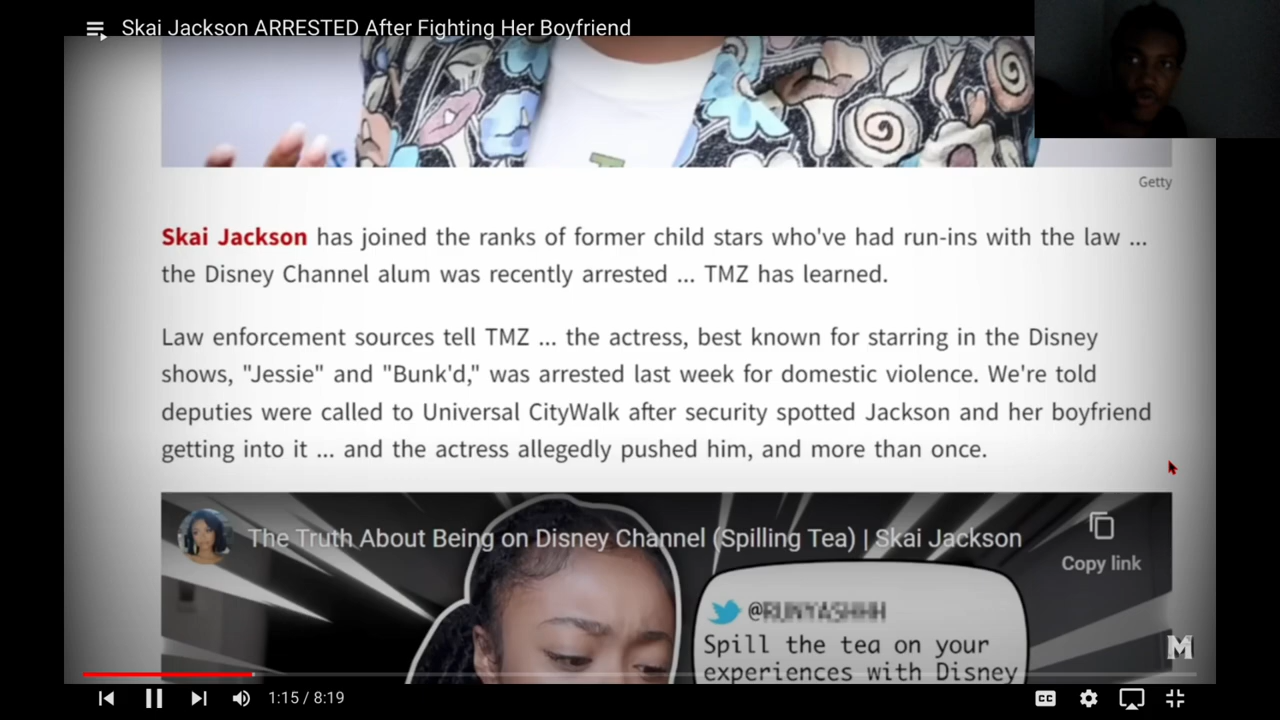 Skai Jackson ARRESTED After Fighting Her Boyfriend
Getty
Skai Jackson has joined the ranks of former child stars who've had run-ins with the law ...
the Disney Channel alum was recently arrested ... TMZ has learned.
Law enforcement sources tell TMZ ... the actress, best known for starring in the Disney
shows, "Jessie" and "Bunk'd," was arrested last week for domestic violence. We're told
deputies were called to Universal CityWalk after security spotted Jackson and her boyfriend
getting into it ... and the actress allegedly pushed him, and more than once.
The Truth About Being on Disney Channel (Spilling Tea) | Skai Jackson
Copy link
@
Spill the tea on your
experiences with Disney
M
1:15 / 8:19
CC